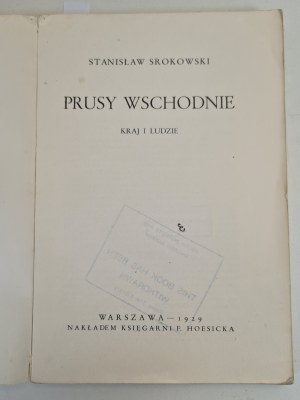 STANISŁAW SROKOWSKI
PRUSY WSCHODNIE
KRAJ I LUDZIE
WARSZAWA—1929
NAKŁADEM KSIĘGARNI F. HOESICKA